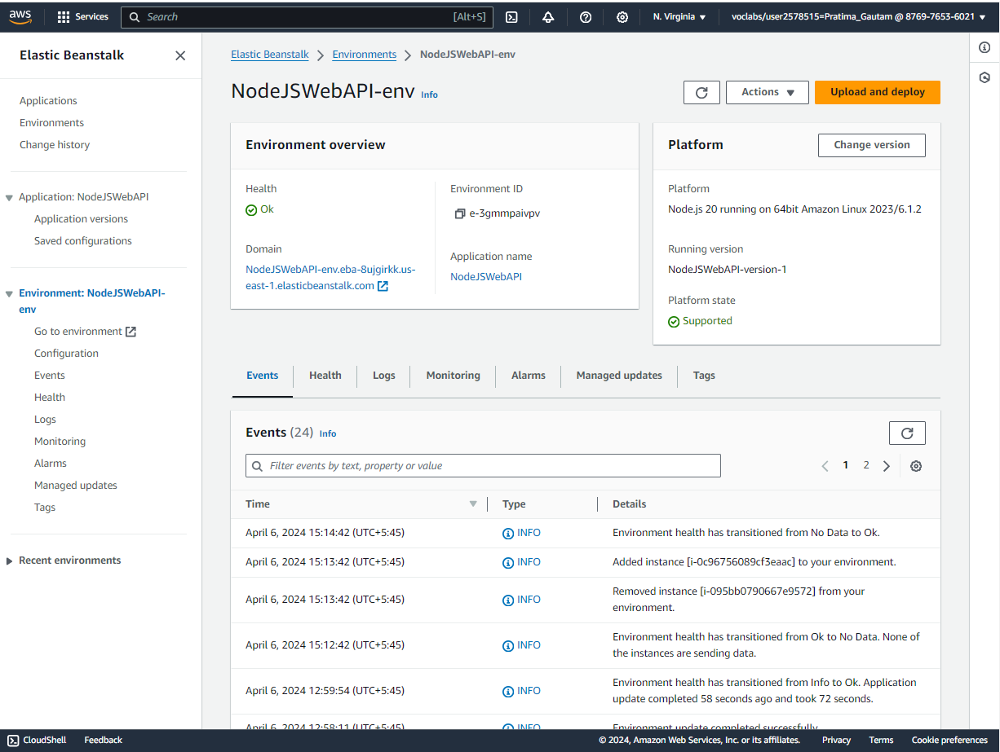 aws Services Search [Alt+S] N. Virginia voclabs/user2578515=Pratima_Gautam @ 8769-7653-6021
Elastic Beanstalk
Applications
Environments
Change history
Application: NodeJSWebAPI
Application versions
Saved configurations
Environment: NodeJSWebAPI-
env
Go to environment
Configuration
Events
Health
Logs
Monitoring
Alarms
Managed updates
Tags
Recent environments
Elastic Beanstalk Environments NodeJSWebAPI-env
NodeJSWebAPI-env Info
Actions Upload and deploy
Environment overview
Health
Ok
Domain
NodeJSWebAPI-env.eba-8ujgirkk.us-
east-1.elasticbeanstalk.com
Environment ID
e-3gmmpaivpv
Application name
NodeJSWebAPI
Platform Change version
Platform
Node.js 20 running on 64bit Amazon Linux 2023/6.1.2
Running version
NodeJSWebAPI-version-1
Platform state
Supported
Events Health Logs Monitoring Alarms Managed updates Tags
Events (24) Info
Filter events by text, property or value 1 2
Time Type Details
April 6, 2024 15:14:42 (UTC+5:45) INFO Environment health has transitioned from No Data to Ok.
April 6, 2024 15:13:42 (UTC+5:45) INFO Added instance [i-0c96756089cf3eaac] to your environment.
April 6, 2024 15:13:42 (UTC+5:45) INFO Removed instance [i-095bb0790667e9572] from your
environment.
April 6, 2024 15:12:42 (UTC+5:45) INFO Environment health has transitioned from Ok to No Data. None of
the instances are sending data.
April 6, 2024 12:59:54 (UTC+5:45) INFO Environment health has transitioned from Info to Ok. Application
update completed 58 seconds ago and took 72 seconds.
April 6, 2024 12:58:11 (UTC+5:45) INFO Environment update completed successfully.
CloudShell Feedback © 2024, Amazon Web Services, Inc. or its affiliates. Privacy Terms Cookie preferences